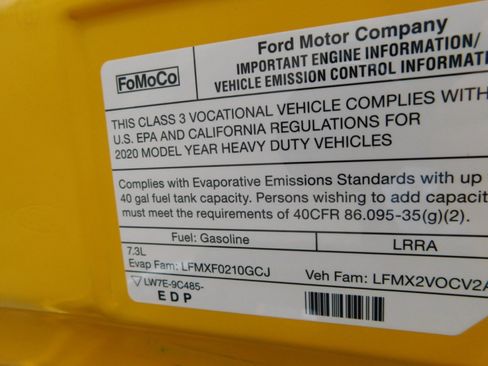 FoMoCo
Ford Motor Company
IMPORTANT ENGINE INFORMATION/
VEHICLE EMISSION CONTROL INFORMAT
THIS CLASS 3 VOCATIONAL VEHICLE COMPLIES WITH
U.S. EPA AND CALIFORNIA REGULATIONS FOR
2020 MODEL YEAR HEAVY DUTY VEHICLES
Complies with Evaporative Emissions Standards with up
40 gal fuel tank capacity. Persons wishing to add capacit
must meet the requirements of 40CFR 86.095-35(g)(2).
Fuel: Gasoline LRRA
7.3L
Evap Fam: LFMXF0210GCJ Veh Fam: LFMX2VOCV2A
LW7E-9C485-
EDP